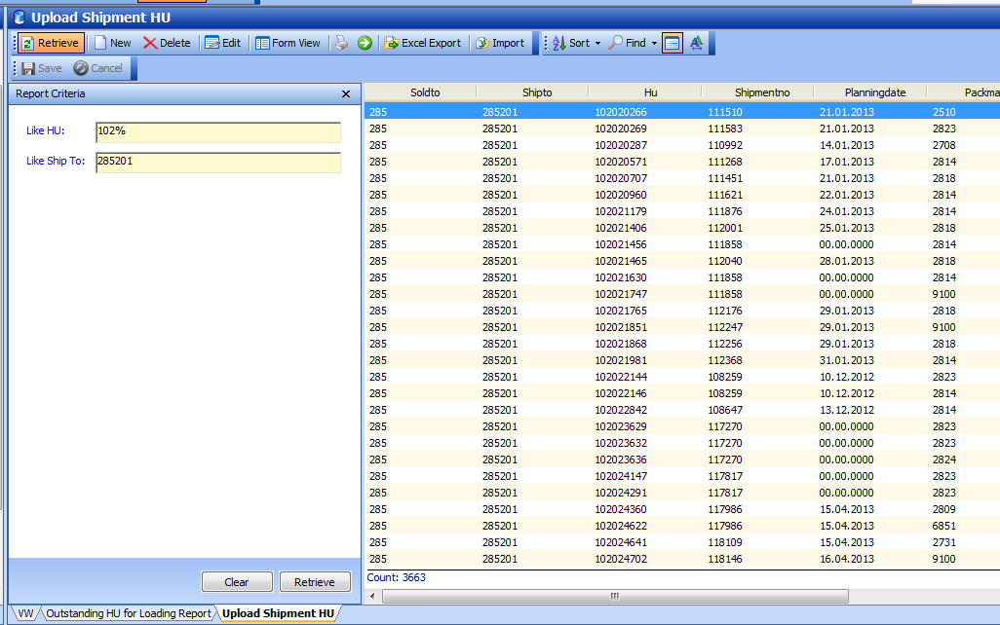 Upload Shipment HU
Retrieve New Delete Edit Form View Excel Export Import Sort Find
Save Cancel
Report Criteria
Like HU: 102%
Like Ship To: 285201
Clear Retrieve
Soldto Shipto Hu Shipmentno Planningdate Packma
285 285201 102020266 111510 21.01.2013 2510
285 285201 102020269 111583 21.01.2013 2823
285 285201 102020287 110992 14.01.2013 2708
285 285201 102020571 111268 17.01.2013 2814
285 285201 102020707 111451 21.01.2013 2818
285 285201 102020960 111621 22.01.2013 2814
285 285201 102021179 111876 24.01.2013 2814
285 285201 102021406 112001 25.01.2013 2818
285 285201 102021456 111858 00.00.0000 2814
285 285201 102021465 112040 28.01.2013 2818
285 285201 102021630 111858 00.00.0000 2814
285 285201 102021747 111858 00.00.0000 9100
285 285201 102021765 112176 29.01.2013 2818
285 285201 102021851 112247 29.01.2013 9100
285 285201 102021868 112256 29.01.2013 2818
285 285201 102021981 112368 31.01.2013 2814
285 285201 102022144 108259 10.12.2012 2823
285 285201 102022146 108259 10.12.2012 2814
285 285201 102022842 108647 13.12.2012 2814
285 285201 102023629 117270 00.00.0000 2823
285 285201 102023632 117270 00.00.0000 2823
285 285201 102023636 117270 00.00.0000 2824
285 285201 102024147 117817 00.00.0000 2823
285 285201 102024291 117817 00.00.0000 2823
285 285201 102024360 117986 15.04.2013 2809
285 285201 102024622 117986 15.04.2013 6851
285 285201 102024641 118109 15.04.2013 2731
285 285201 102024702 118146 16.04.2013 9100
Count: 3663
VW Outstanding HU for Loading Report Upload Shipment HU